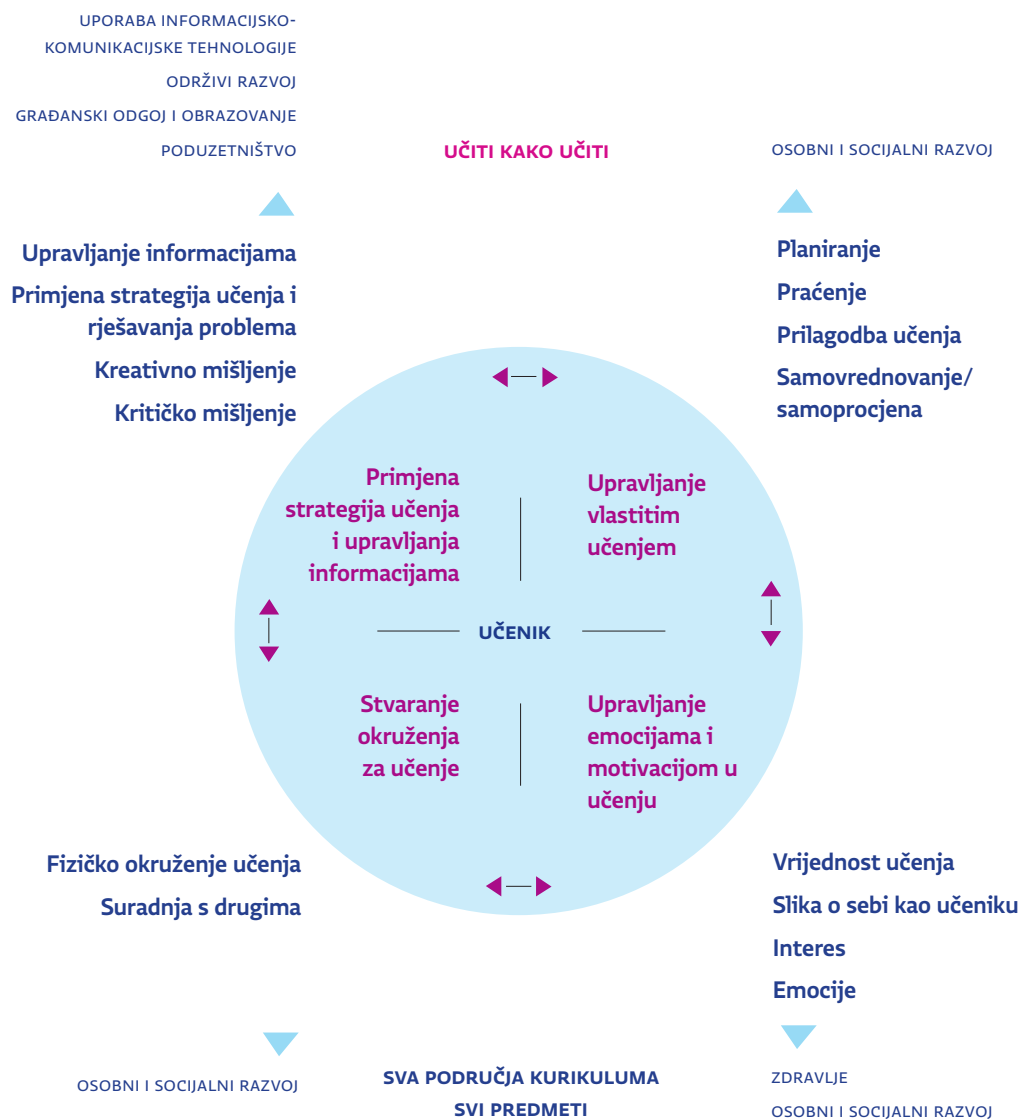 UPORABA INFORMACIJSKO-
KOMUNIKACIJSKE TEHNOLOGIJE
ODRŽIVI RAZVOJ
GRAĐANSKI ODGOJ I OBRAZOVANJE
PODUZETNIŠTVO
UČITI KAKO UČITI
OSOBNI I SOCIJALNI RAZVOJ
Upravljanje informacijama
Primjena strategija učenja i
rješavanja problema
Kreativno mišljenje
Kritičko mišljenje
Planiranje
Praćenje
Prilagodba učenja
Samovrednovanje/
samoprocjena
Primjena
strategija učenja
i upravljanja
informacijama
Upravljanje
vlastitim
učenjem
UČENIK
Stvaranje
okruženja
za učenje
Upravljanje
emocijama i
motivacijom u
učenju
Fizičko okruženje učenja
Suradnja s drugima
Vrijednost učenja
Slika o sebi kao učeniku
Interes
Emocije
OSOBNI I SOCIJALNI RAZVOJ
SVA PODRUČJA KURIKULUMA
SVI PREDMETI
ZDRAVLJE
OSOBNI I SOCIJALNI RAZVOJ